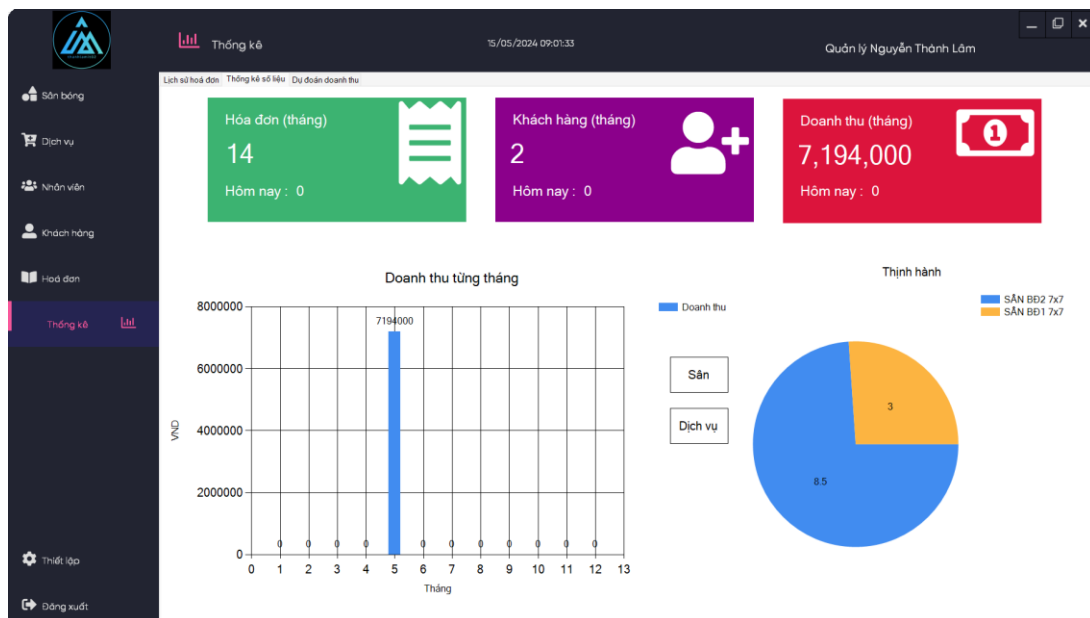 Thống kê
15/05/2024 09:01:33
Quản lý Nguyễn Thành Lâm
Sân bóng
Dịch vụ
Nhân viên
Khách hàng
Hoá đơn
Thống kê
Thiết lập
Đăng xuất
Lịch sử hoá đơn Thống kê số liệu Dự đoán doanh thu
Hóa đơn (tháng)
14
Hôm nay : 0
Khách hàng (tháng)
2
Hôm nay : 0
Doanh thu (tháng)
7,194,000
Hôm nay : 0
1
Doanh thu từng tháng
8000000
6000000
4000000
2000000
0
VND
7194000
0 0 0 0 0 0 0 0 0 0 0
0 1 2 3 4 5 6 7 8 9 10 11 12 13
Tháng
Doanh thu
Sân
Dịch vụ
Thịnh hành
SÂN BĐ2 7x7
SÂN BĐ1 7x7
3
8.5